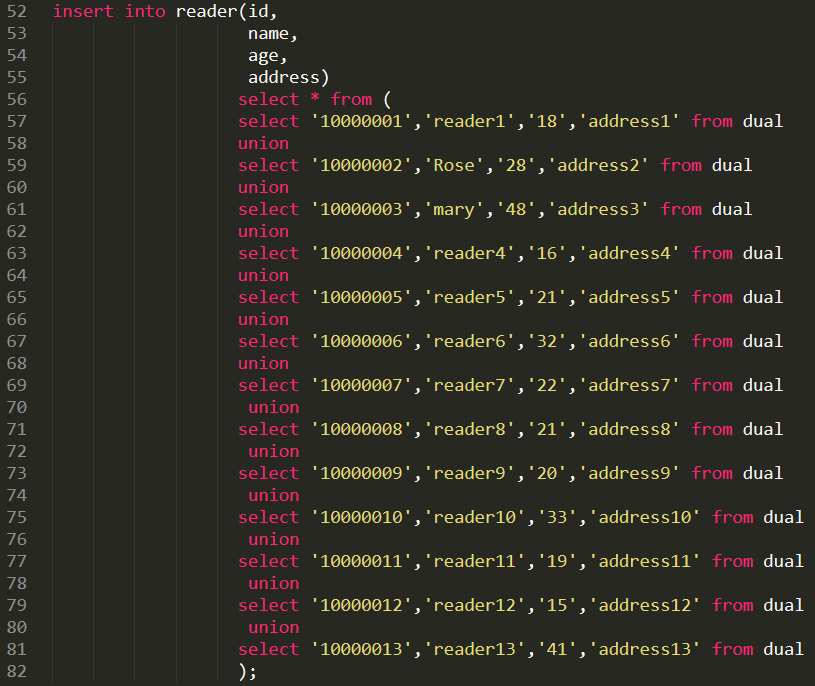 52 insert into reader(id,
53 name,
54 age,
55 address)
56 select * from (
57 select '10000001','reader1','18','address1' from dual
58 union
59 select '10000002','Rose','28','address2' from dual
60 union
61 select '10000003','mary','48','address3' from dual
62 union
63 select '10000004','reader4','16','address4' from dual
64 union
65 select '10000005','reader5','21','address5' from dual
66 union
67 select '10000006','reader6','32','address6' from dual
68 union
69 select '10000007','reader7','22','address7' from dual
70 union
71 select '10000008','reader8','21','address8' from dual
72 union
73 select '10000009','reader9','20','address9' from dual
74 union
75 select '10000010','reader10','33','address10' from dual
76 union
77 select '10000011','reader11','19','address11' from dual
78 union
79 select '10000012','reader12','15','address12' from dual
80 union
81 select '10000013','reader13','41','address13' from dual
82 );